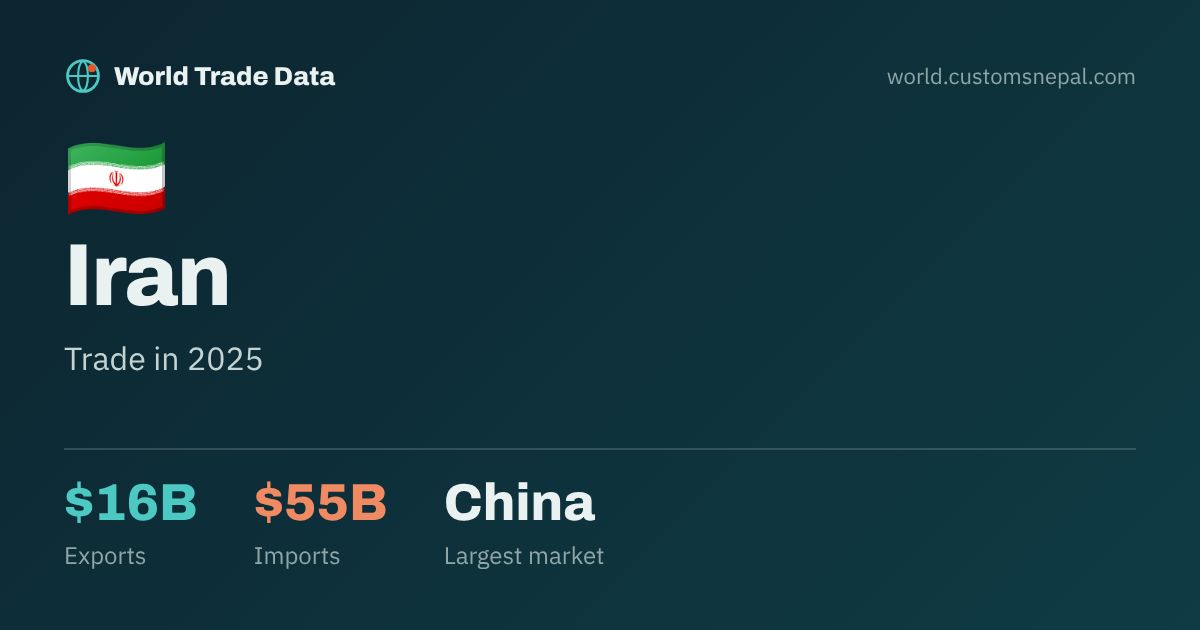 World Trade Data
world.customsnepal.com
Iran
Trade in 2025
$16B
Exports
$55B
Imports
China
Largest market